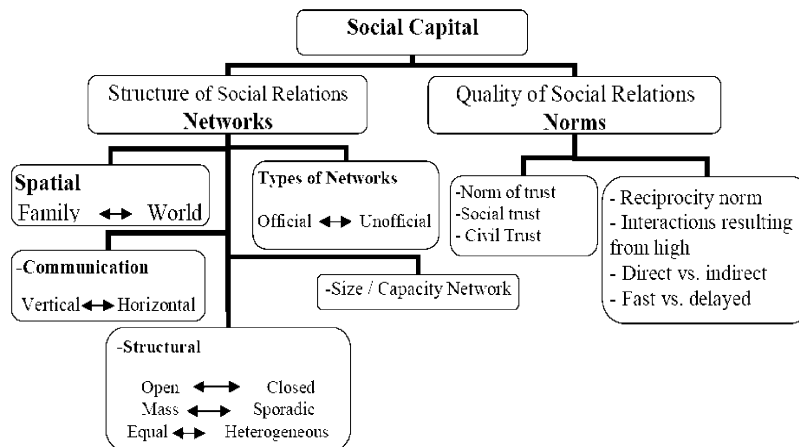 Social Capital
Structure of Social Relations
Networks
Quality of Social Relations
Norms
Spatial
Family ↔ World
Types of Networks
Official ↔ Unofficial
-Norm of trust
-Social trust
- Civil Trust
- Reciprocity norm
- Interactions resulting
from high
- Direct vs. indirect
- Fast vs. delayed
-Communication
Vertical ↔ Horizontal
-Size / Capacity Network
-Structural
Open ↔ Closed
Mass ↔ Sporadic
Equal ↔ Heterogeneous